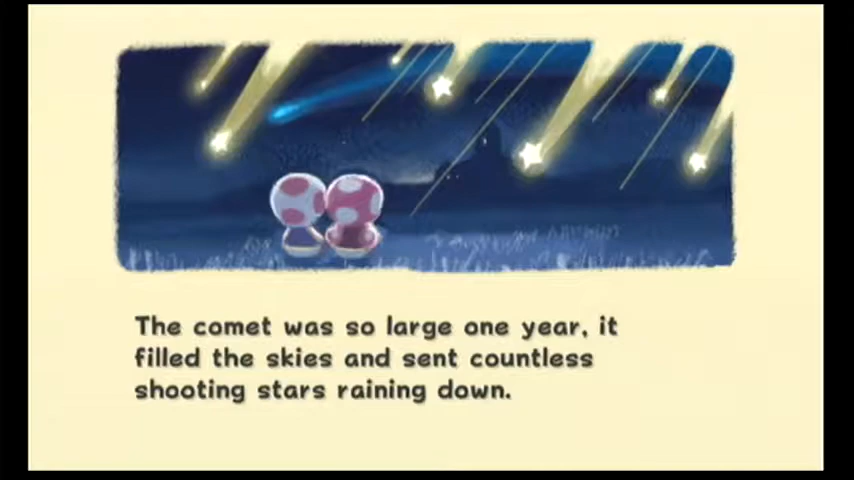 The comet was so large one year, it
filled the skies and sent countless
shooting stars raining down.